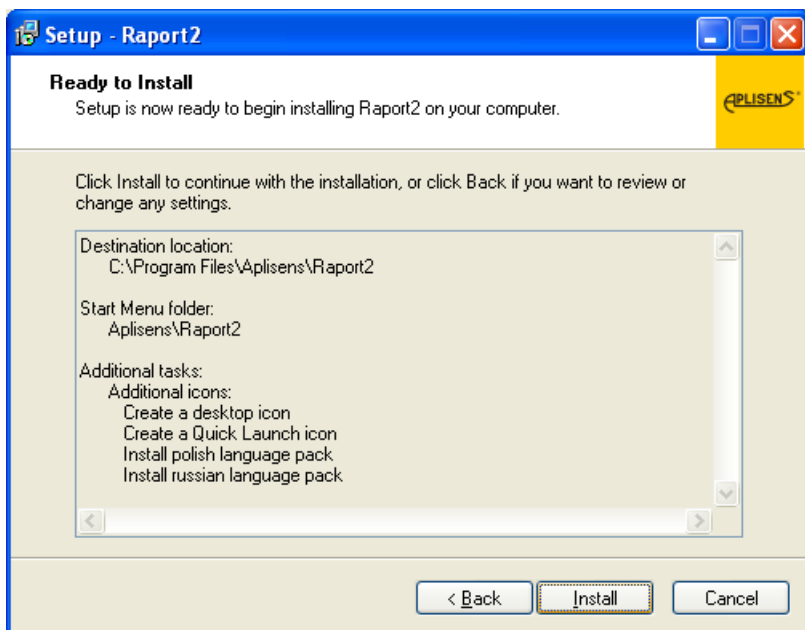 Setup - Raport2
Ready to Install
Setup is now ready to begin installing Raport2 on your computer.
APLISENS
Click Install to continue with the installation, or click Back if you want to review or
change any settings.
Destination location:
C:\Program Files\Aplisens\Raport2
Start Menu folder:
Aplisens\Raport2
Additional tasks:
Additional icons:
Create a desktop icon
Create a Quick Launch icon
Install polish language pack
Install russian language pack
< Back
Install
Cancel